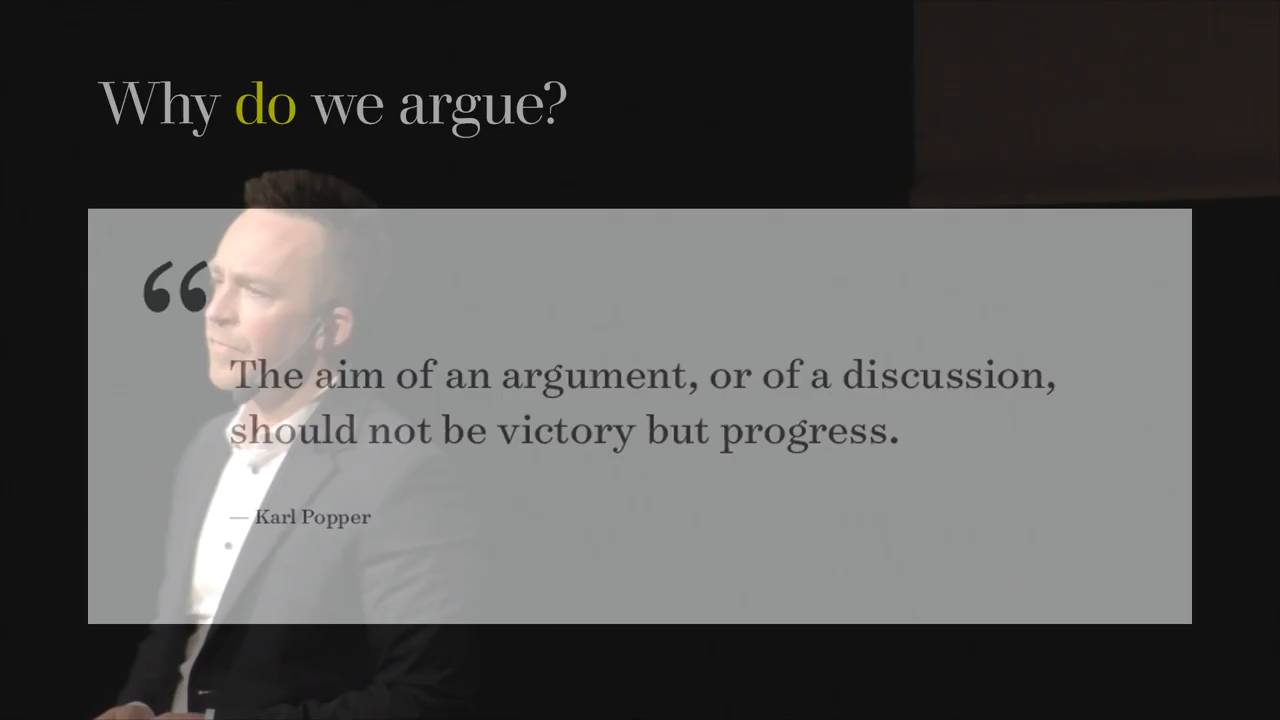 Why do we argue?
“
The aim of an argument, or of a discussion,
should not be victory but progress.
— Karl Popper